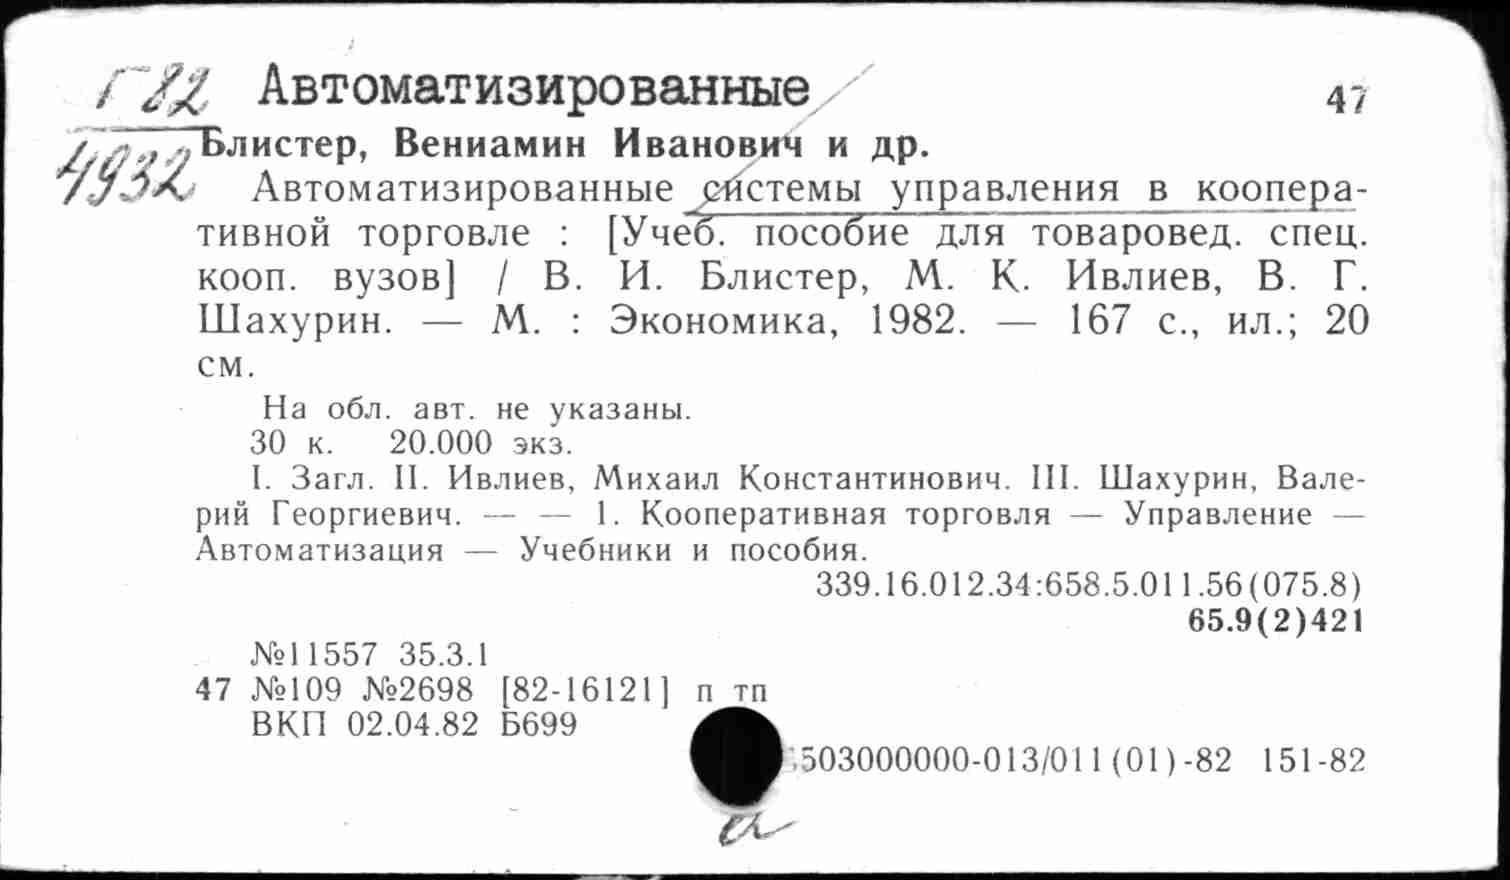 Г82 Автоматизированные 47
4932 Блистер, Вениамин Иванович и др.
Автоматизированные системы управления в коопера-
тивной торговле : [Учеб. пособие для товаровед. спец.
кооп. вузов] / В. И. Блистер, М. К. Ивлиев, В. Г.
Шахурин. — М. : Экономика, 1982. — 167 с., ил.; 20
см.
На обл. авт. не указаны.
30 к. 20.000 экз.
I. Загл. II. Ивлиев, Михаил Константинович. III. Шахурин, Вале-
рий Георгиевич. — — 1. Кооперативная торговля — Управление —
Автоматизация — Учебники и пособия.
339.16.012.34:658.5.011.56(075.8)
65.9(2)421
№11557 35.3.1
47 №109 №2698 [82-16121] п тп
ВКП 02.04.82 Б699
503000000-013/011(01)-82 151-82
а